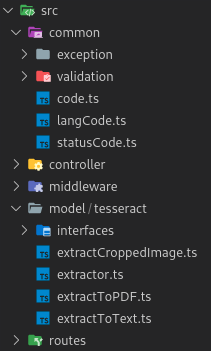 src
common
exception
validation
code.ts
langCode.ts
statusCode.ts
controller
middleware
model/tesseract
interfaces
extractCroppedImage.ts
extractor.ts
extractToPDF.ts
extractToText.ts
routes